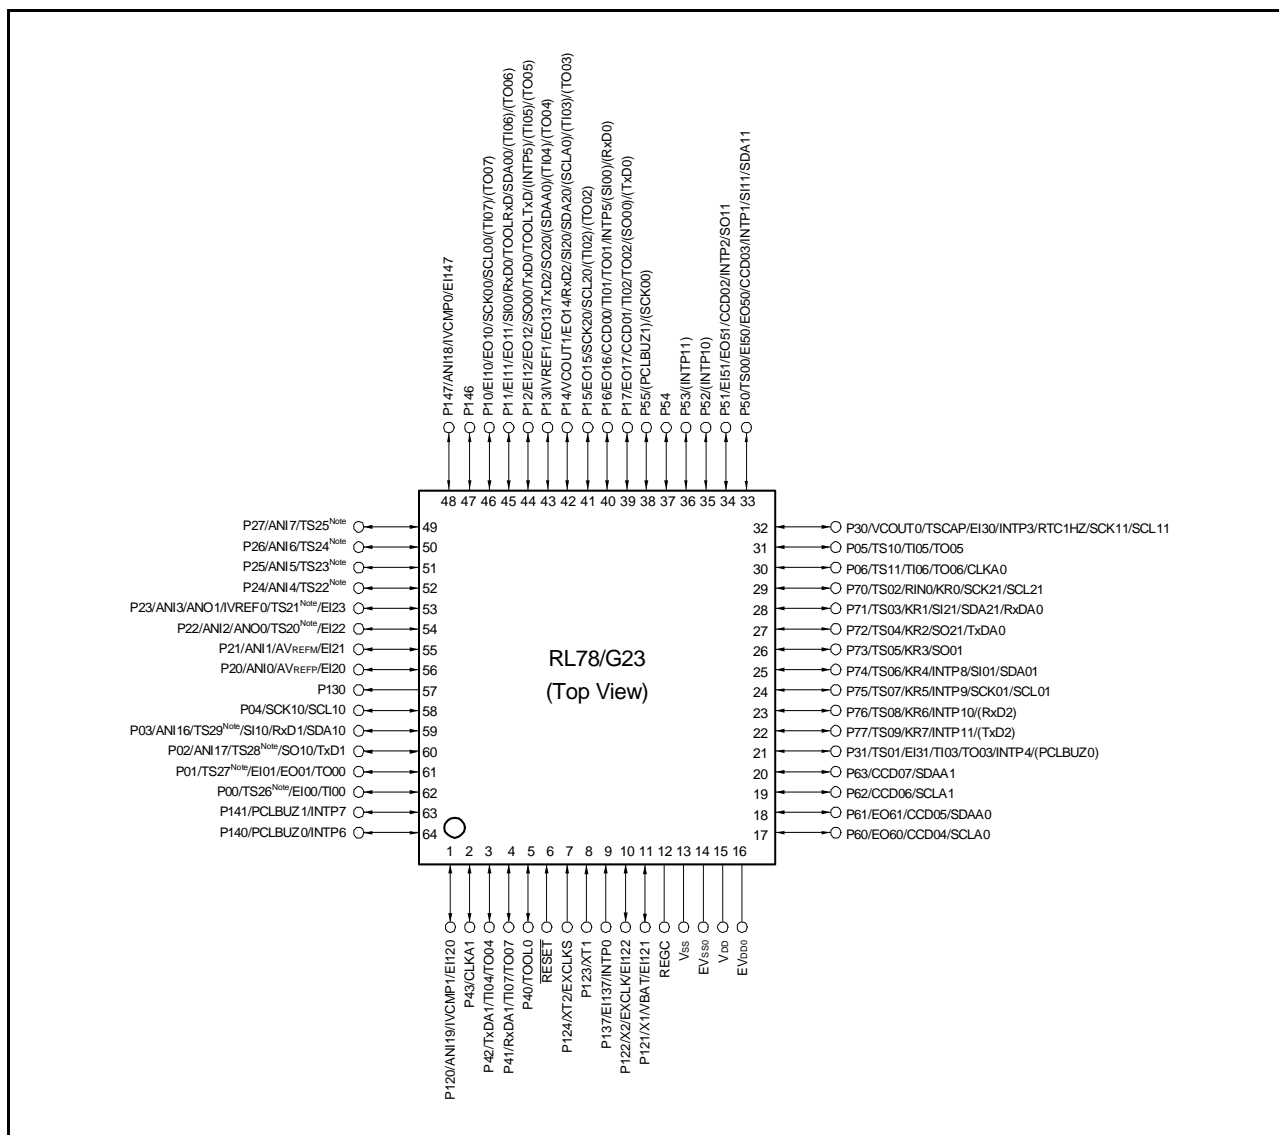 P147/ANI18/IVCMP0/EI147
P146
P10/EI10/EO10/SCK00/SCL00/(TI07)/(TO07)
P11/EI11/EO11/SI00/RxD0/TOOLRxD/SDA00/(TI06)/(TO06)
P12/EI12/EO12/SO00/TxD0/TOOLTxD/(INTP5)/(TI05)/(TO05)
P13/IVREF1/EO13/TxD2/SO20/(SDAA0)/(TI04)/(TO04)
P14/VCOUT1/EO14/RxD2/SI20/SDA20/(SCLA0)/(TI03)/(TO03)
P15/EO15/SCK20/SCL20/(TI02)/(TO02)
P16/EO16/CCD00/TI01/TO01/INTP5/(SI00)/(RxD0)
P17/EO17/CCD01/TI02/TO02/(SO00)/(TxD0)
P55/(PCLBUZ1)/(SCK00)
P54
P53/(INTP11)
P52/(INTP10)
P51/EI51/EO51/CCD02/INTP2/SO11
P50/TS00/EI50/EO50/CCD03/INTP1/SI11/SDA11
48 47 46 45 44 43 42 41 40 39 38 37 36 35 34 33
P27/ANI7/TS25Note 49
P26/ANI6/TS24Note 50
P25/ANI5/TS23Note 51
P24/ANI4/TS22Note 52
P23/ANI3/ANO1/IVREF0/TS21Note/EI23 53
P22/ANI2/ANO0/TS20Note/EI22 54
P21/ANI1/AVREFM/EI21 55
P20/ANI0/AVREFP/EI20 56
P130 57
P04/SCK10/SCL10 58
P03/ANI16/TS29Note/SI10/RxD1/SDA10 59
P02/ANI17/TS28Note/SO10/TxD1 60
P01/TS27Note/EI01/EO01/TO00 61
P00/TS26Note/EI00/TI00 62
P141/PCLBUZ1/INTP7 63
P140/PCLBUZ0/INTP6 64
RL78/G23
(Top View)
32 P30/VCOUT0/TSCAP/EI30/INTP3/RTC1HZ/SCK11/SCL11
31 P05/TS10/TI05/TO05
30 P06/TS11/TI06/TO06/CLKA0
29 P70/TS02/RIN0/KR0/SCK21/SCL21
28 P71/TS03/KR1/SI21/SDA21/RxDA0
27 P72/TS04/KR2/SO21/TxDA0
26 P73/TS05/KR3/SO01
25 P74/TS06/KR4/INTP8/SI01/SDA01
24 P75/TS07/KR5/INTP9/SCK01/SCL01
23 P76/TS08/KR6/INTP10/(RxD2)
22 P77/TS09/KR7/INTP11/(TxD2)
21 P31/TS01/EI31/TI03/TO03/INTP4/(PCLBUZ0)
20 P63/CCD07/SDAA1
19 P62/CCD06/SCLA1
18 P61/EO61/CCD05/SDAA0
17 P60/EO60/CCD04/SCLA0
1 2 3 4 5 6 7 8 9 10 11 12 13 14 15 16
P120/ANI19/IVCMP1/EI120
P43/CLKA1
P42/TxDA1/TI04/TO04
P41/RxDA1/TI07/TO07
P40/TOOL0
RESET
P124/XT2/EXCLKS
P123/XT1
P137/EI137/INTP0
P122/X2/EXCLK/EI122
P121/X1/VBAT/EI121
REGC
VSS
EVSS0
VDD
EVDD0